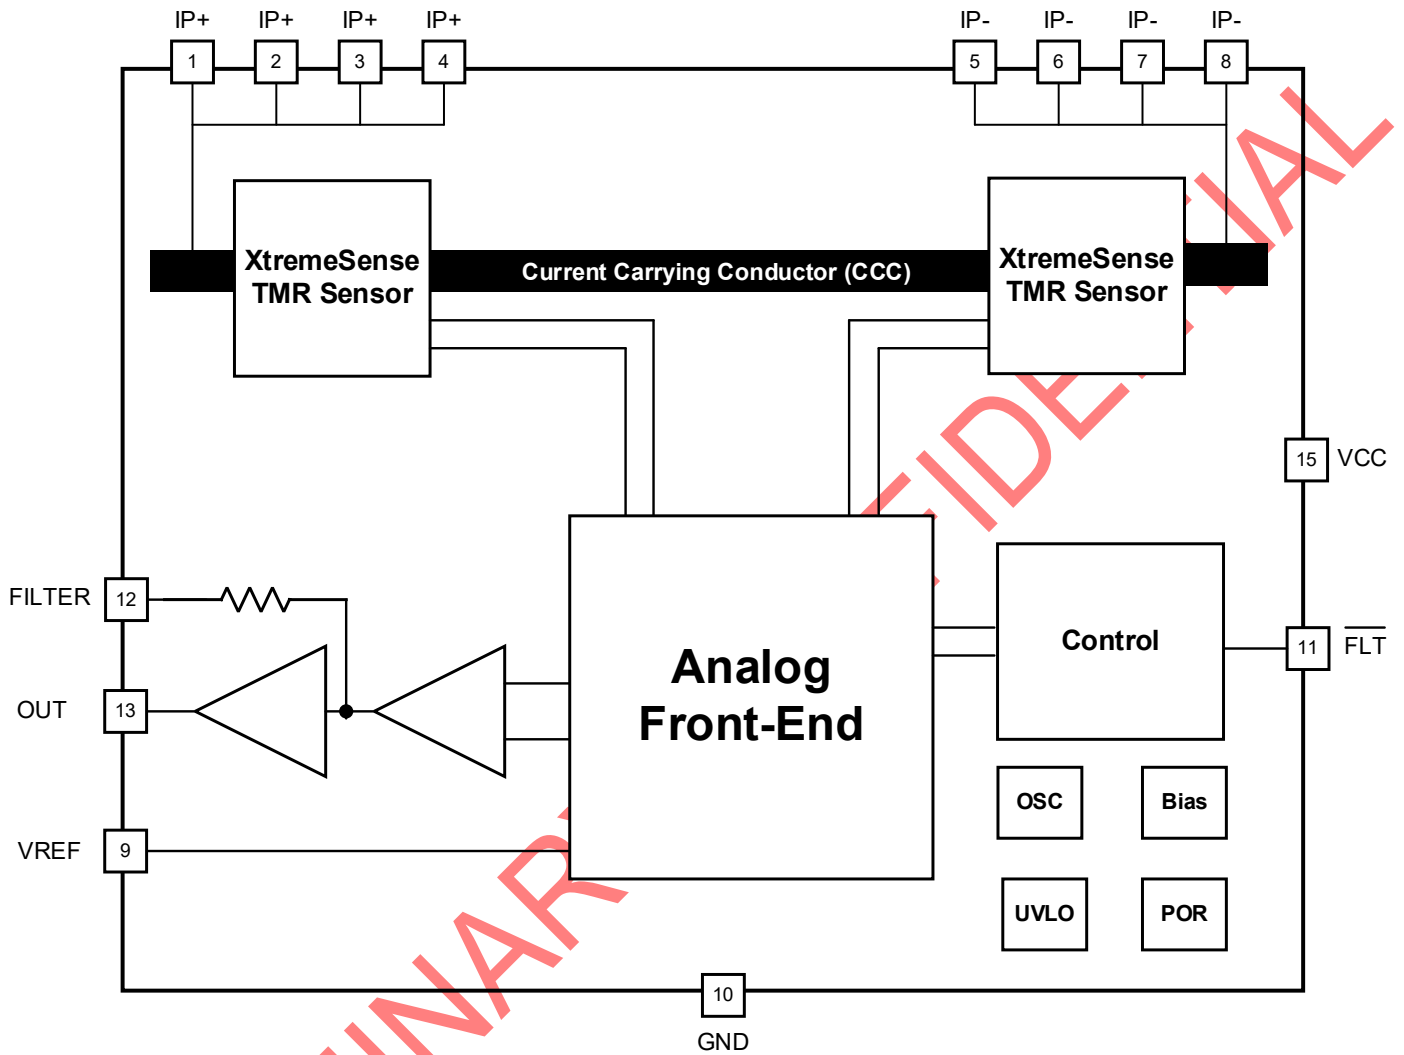 IP+ IP+ IP+ IP+ IP- IP- IP- IP-
1 2 3 4 5 6 7 8
XtremeSense
TMR Sensor
Current Carrying Conductor (CCC)
XtremeSense
TMR Sensor
15 VCC
FILTER 12
Control
11 FLT
Analog
Front-End
OUT 13
OSC Bias
VREF 9
UVLO POR
10
GND